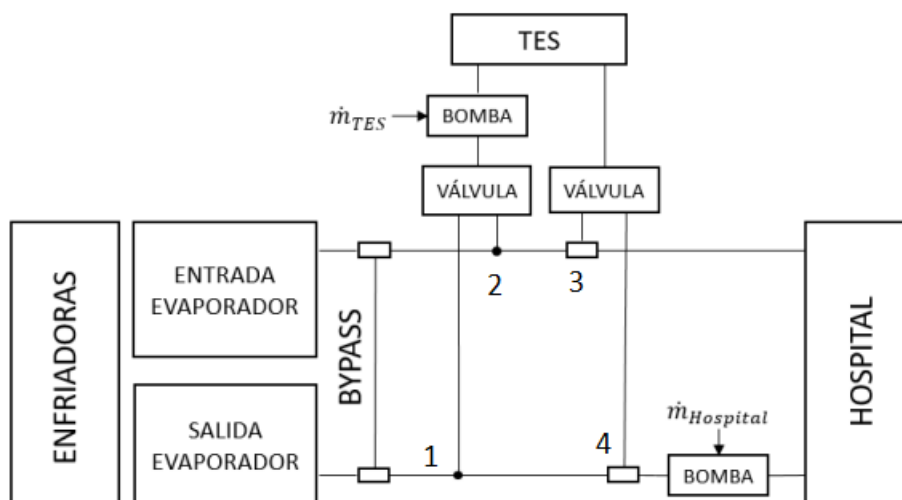 TES
ṁ_TES
BOMBA
VÁLVULA
VÁLVULA
ENFRIADORAS
ENTRADA
EVAPORADOR
BYPASS
2
3
HOSPITAL
SALIDA
EVAPORADOR
1
4
ṁ_Hospital
BOMBA